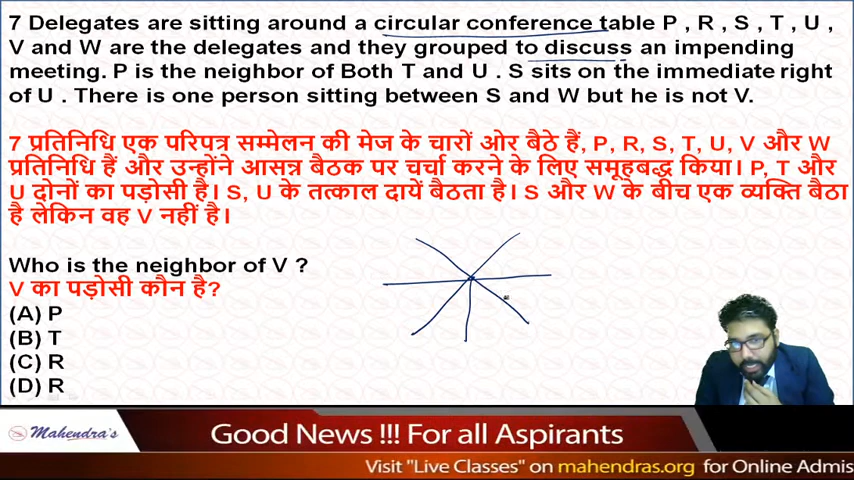 7 Delegates are sitting around a circular conference table P , R , S , T , U ,
V and W are the delegates and they grouped to discuss an impending
meeting. P is the neighbor of Both T and U . S sits on the immediate right
of U . There is one person sitting between S and W but he is not V.
7 प्रतिनिधि एक परिपत्र सम्मेलन की मेज के चारों ओर बैठे हैं, P, R, S, T, U, V और W
प्रतिनिधि हैं और उन्होंने आसन्न बैठक पर चर्चा करने के लिए समूहबद्ध किया। P, T और
U दोनों का पड़ोसी है। S, U के तत्काल दायें बैठता है। S और W के बीच एक व्यक्ति बैठा
है लेकिन वह V नहीं है।
Who is the neighbor of V ?
V का पड़ोसी कौन है?
(A) P
(B) T
(C) R
(D) R
Mahendra's
Good News !!! For all Aspirants
Visit "Live Classes" on mahendras.org for Online Admis